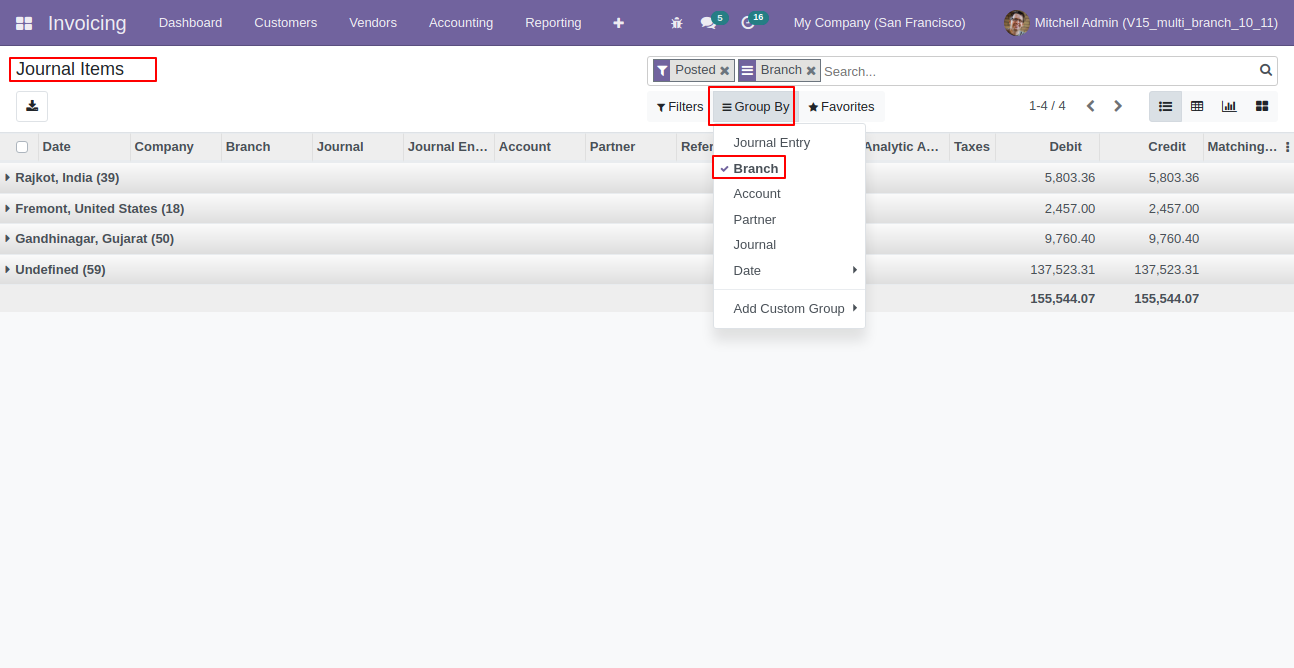 Invoicing Dashboard Customers Vendors Accounting Reporting 5 16 My Company (San Francisco) Mitchell Admin (V15_multi_branch_10_11)
Journal Items
Posted Branch Search...
Filters Group By Favorites 1-4 / 4
Date Company Branch Journal Journal En... Account Partner Refer Analytic A... Taxes Debit Credit Matching...
Journal Entry
Branch
Account
Partner
Journal
Date
Add Custom Group
Rajkot, India (39) 5,803.36 5,803.36
Fremont, United States (18) 2,457.00 2,457.00
Gandhinagar, Gujarat (50) 9,760.40 9,760.40
Undefined (59) 137,523.31 137,523.31
155,544.07 155,544.07